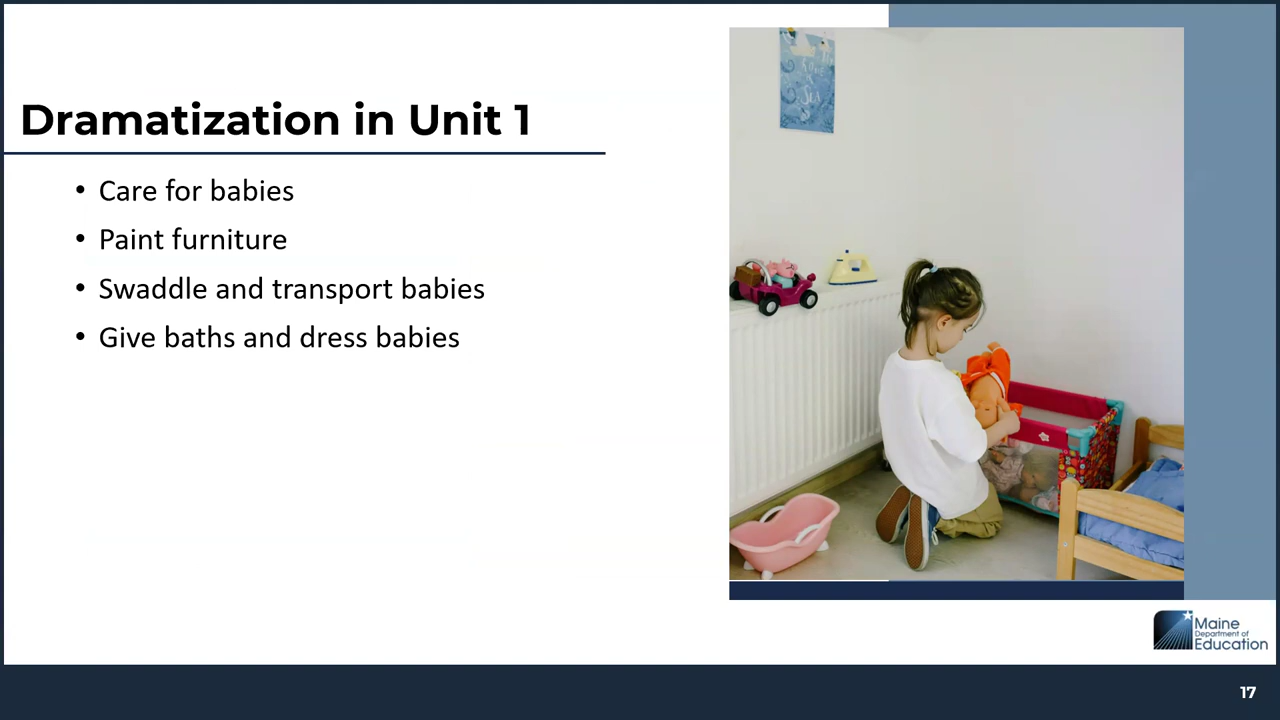 Dramatization in Unit 1
• Care for babies
• Paint furniture
• Swaddle and transport babies
• Give baths and dress babies
Maine
Department of
Education
17